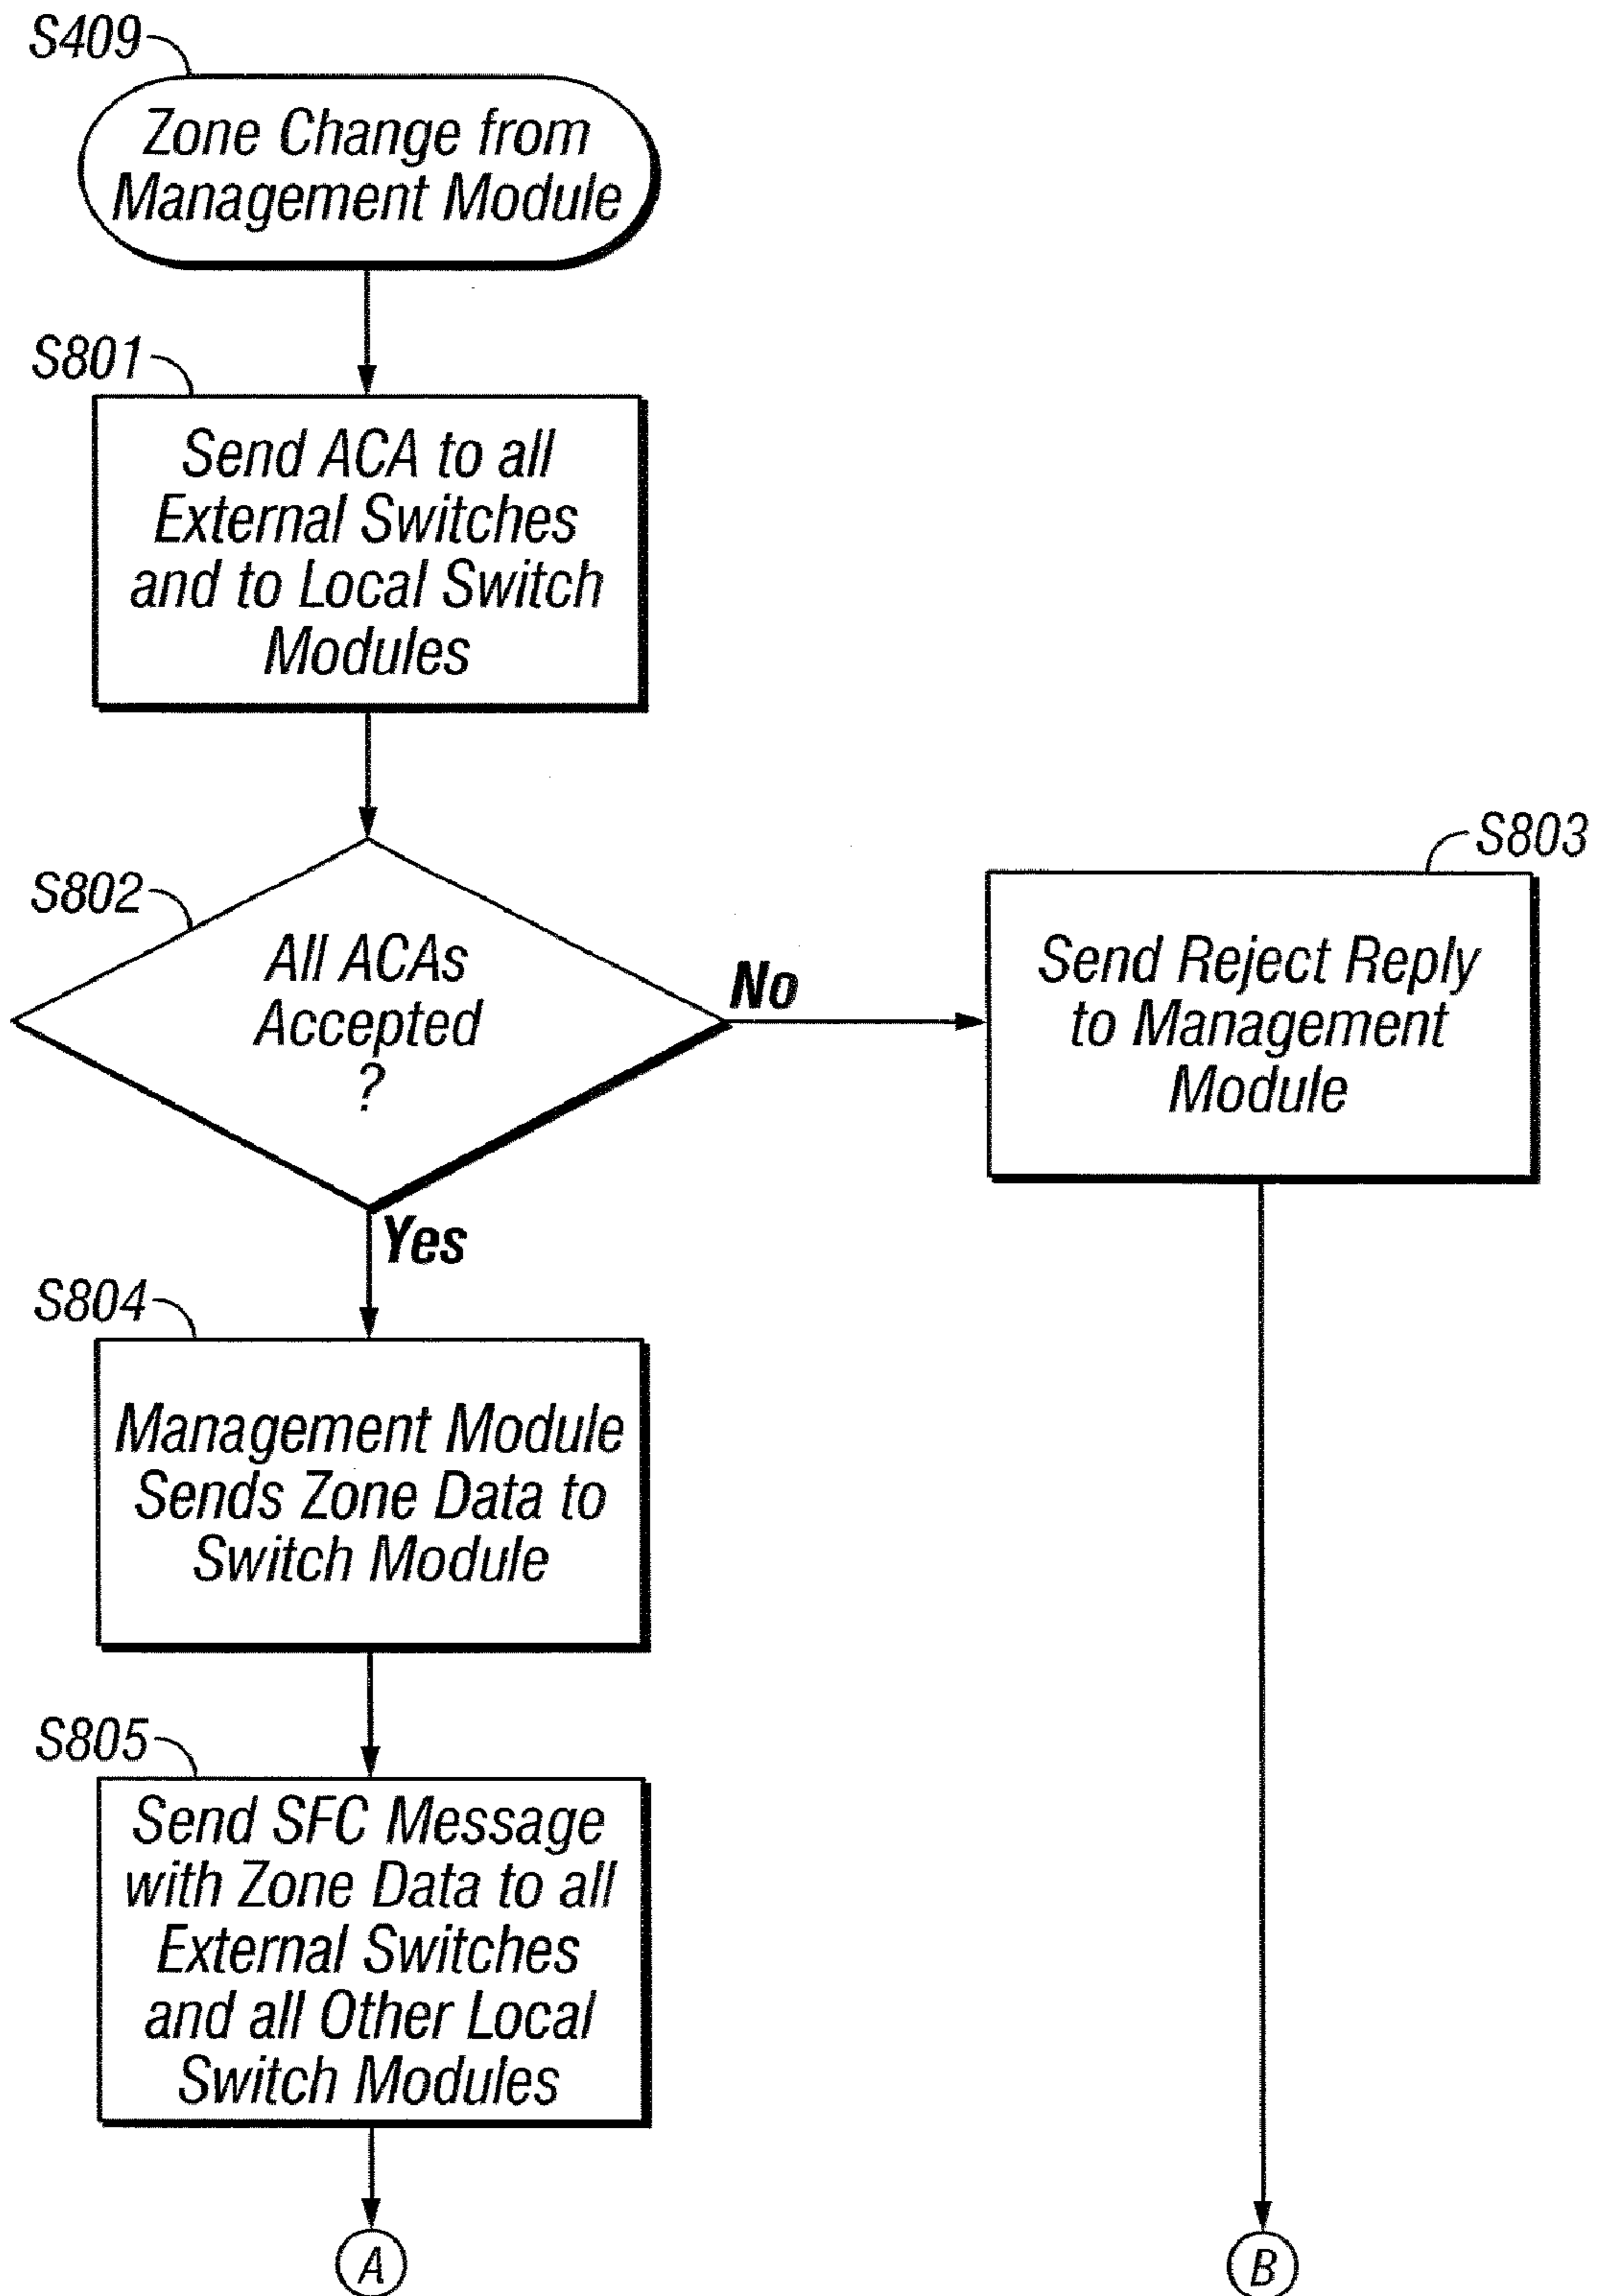 S409
Zone Change from
Management Module
S801
Send ACA to all
External Switches
and to Local Switch
Modules
S802
All ACAs
Accepted
?
No
S803
Send Reject Reply
to Management
Module
Yes
S804
Management Module
Sends Zone Data to
Switch Module
S805
Send SFC Message
with Zone Data to all
External Switches
and all Other Local
Switch Modules
A
B